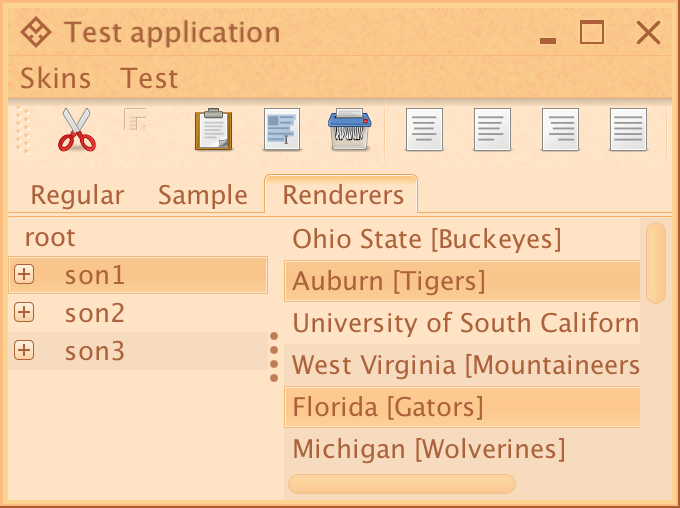 Test application
Skins Test
Regular Sample Renderers
root
son1
son2
son3
Ohio State [Buckeyes]
Auburn [Tigers]
University of South Californ
West Virginia [Mountaineers
Florida [Gators]
Michigan [Wolverines]